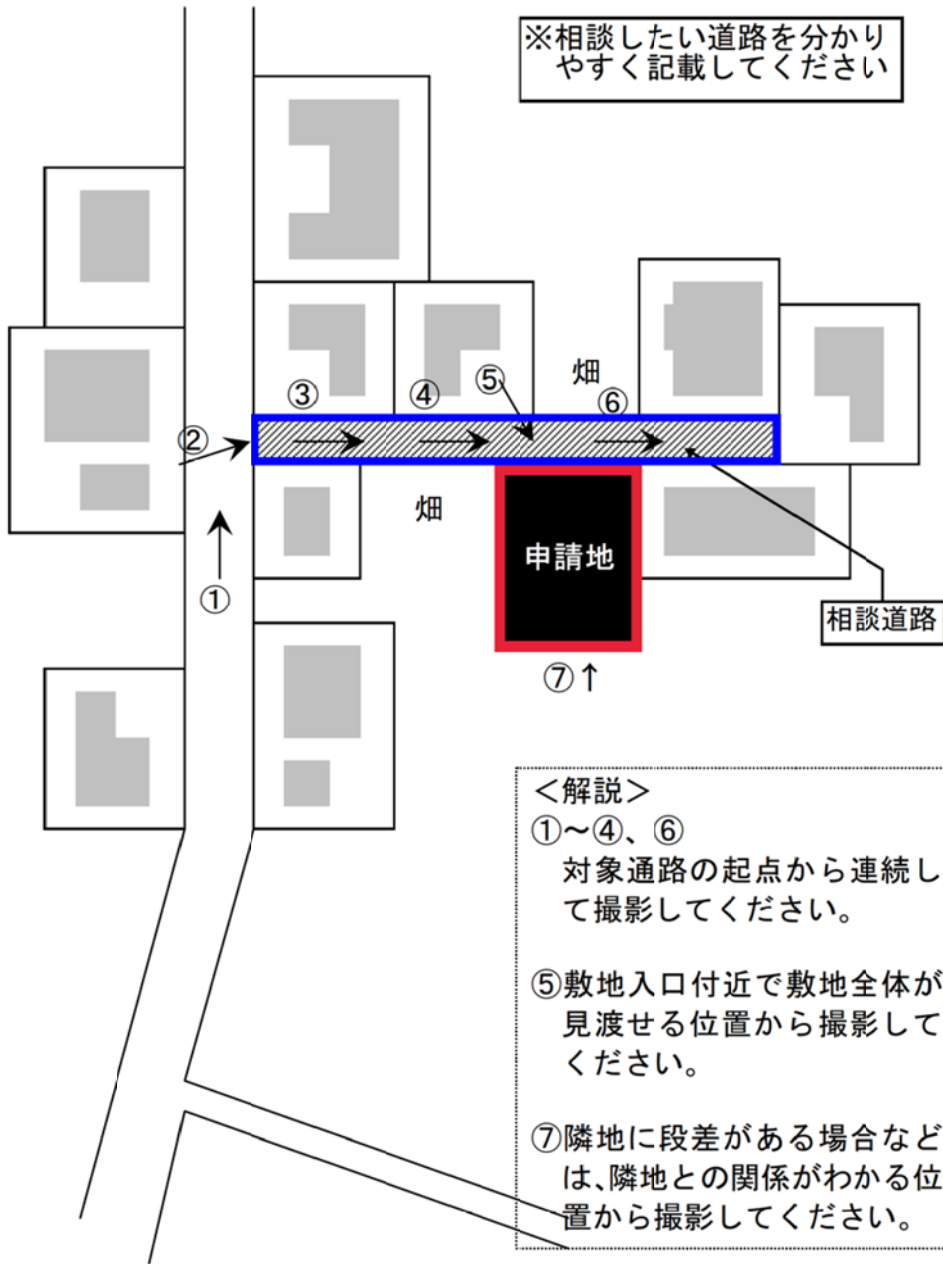 ※相談したい道路を分かり
やすく記載してください
畑
③
④
⑤
⑥
②
畑
申請地
①
相談道路
⑦↑
＜解説＞
①～④、⑥
対象通路の起点から連続し
て撮影してください。
⑤敷地入口付近で敷地全体が
見渡せる位置から撮影して
ください。
⑦隣地に段差がある場合など
は、隣地との関係がわかる位
置から撮影してください。